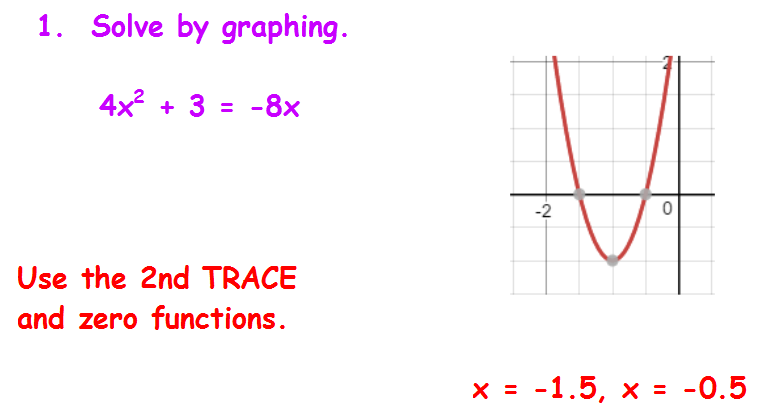 1. Solve by graphing.
4x² + 3 = -8x
2
-2
0
Use the 2nd TRACE
and zero functions.
x = -1.5, x = -0.5